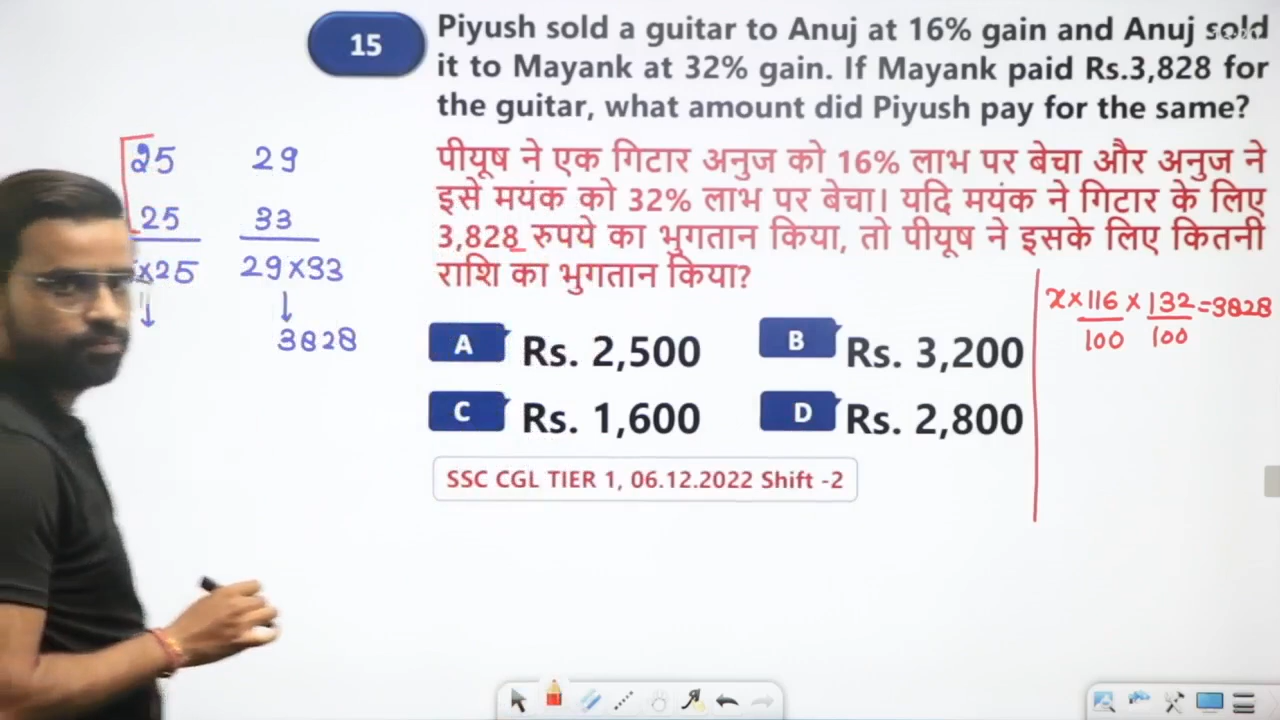 15
Piyush sold a guitar to Anuj at 16% gain and Anuj sold
it to Mayank at 32% gain. If Mayank paid Rs.3,828 for
the guitar, what amount did Piyush pay for the same?
पीयूष ने एक गिटार अनुज को 16% लाभ पर बेचा और अनुज ने
इसे मयंक को 32% लाभ पर बेचा। यदि मयंक ने गिटार के लिए
3,828 रुपये का भुगतान किया, तो पीयूष ने इसके लिए कितनी
राशि का भुगतान किया?
25 29
25 33
×25 29×33
↓ ↓
3828
x×116/100 × 132/100 =3828
A Rs. 2,500
B Rs. 3,200
C Rs. 1,600
D Rs. 2,800
SSC CGL TIER 1, 06.12.2022 Shift -2